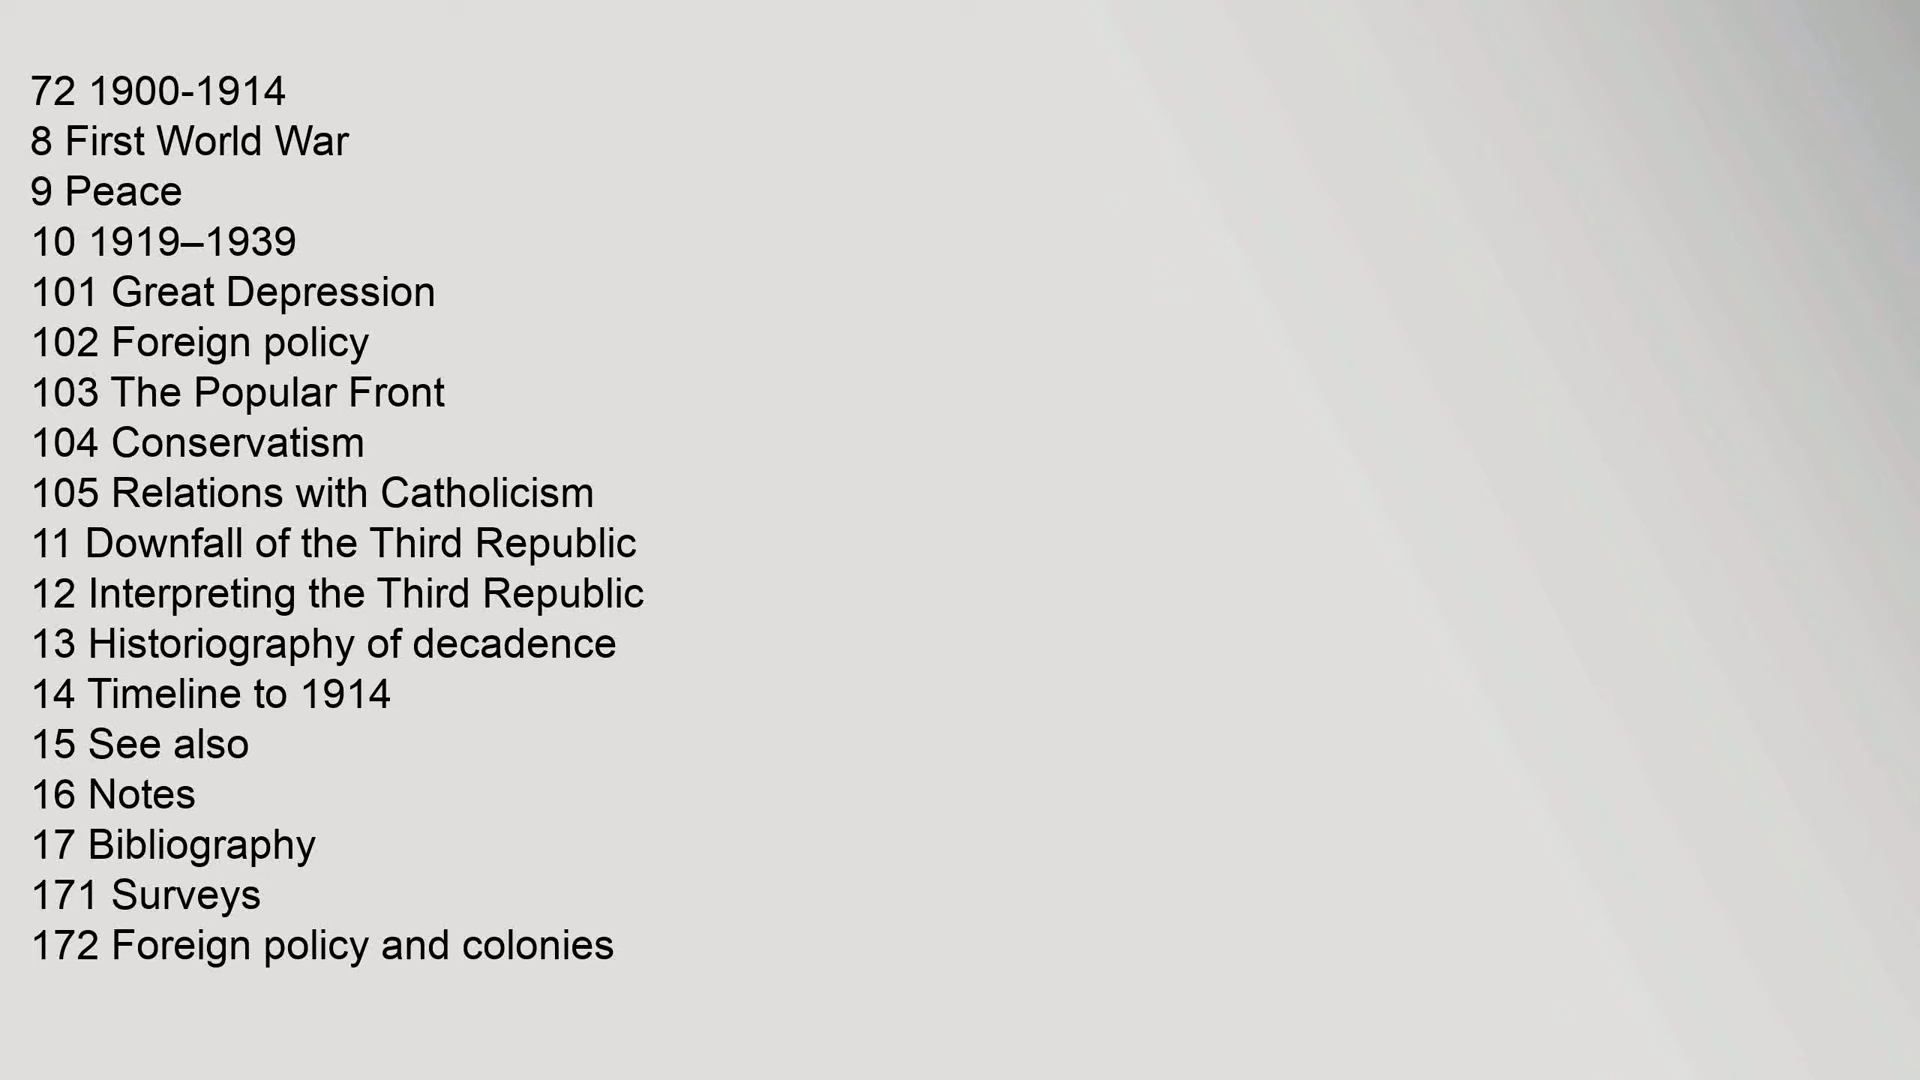 72 1900-1914
8 First World War
9 Peace
10 1919–1939
101 Great Depression
102 Foreign policy
103 The Popular Front
104 Conservatism
105 Relations with Catholicism
11 Downfall of the Third Republic
12 Interpreting the Third Republic
13 Historiography of decadence
14 Timeline to 1914
15 See also
16 Notes
17 Bibliography
171 Surveys
172 Foreign policy and colonies